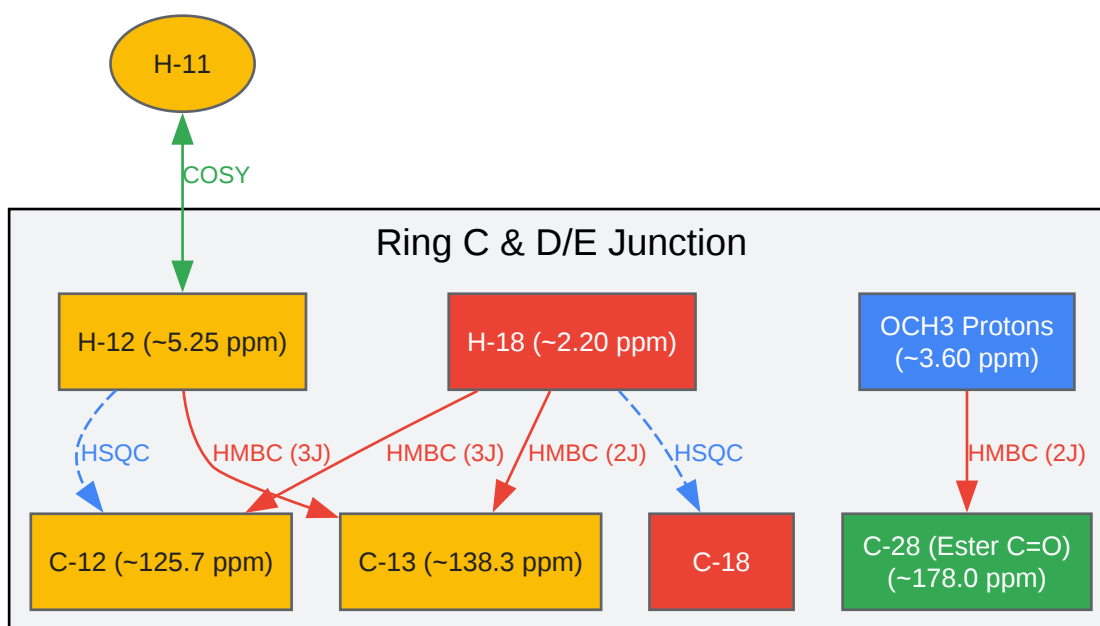 H-11
COSY
Ring C & D/E Junction
H-12 (~5.25 ppm)
H-18 (~2.20 ppm)
OCH3 Protons
(~3.60 ppm)
HSQC
HMBC (3J)
HMBC (3J)
HMBC (2J)
HSQC
HMBC (2J)
C-12 (~125.7 ppm)
C-13 (~138.3 ppm)
C-18
C-28 (Ester C=O)
(~178.0 ppm)